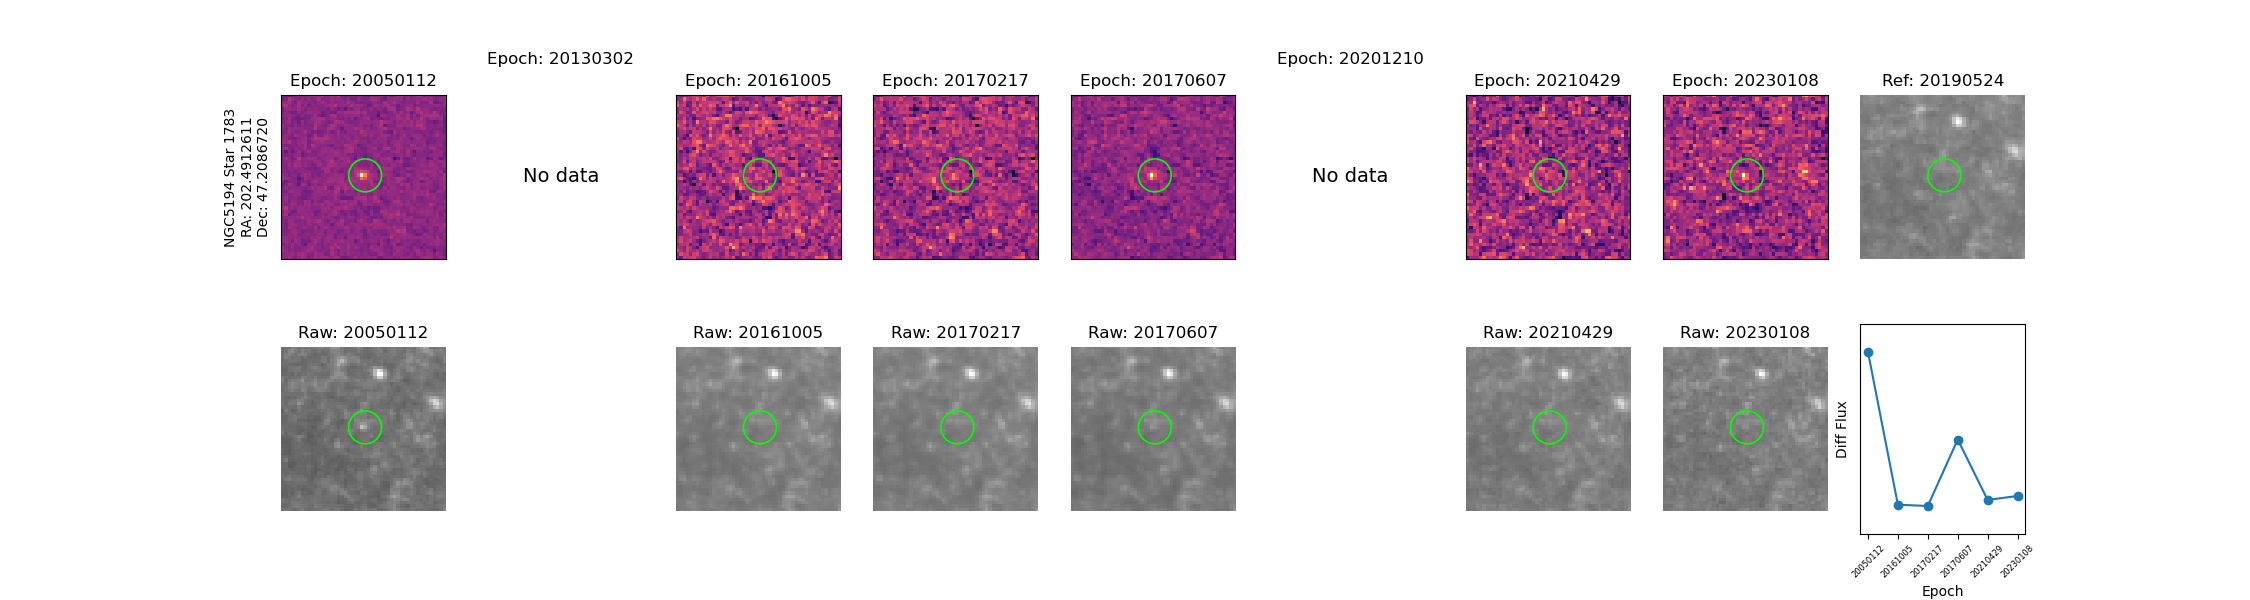 Epoch: 20130302
Epoch: 20201210
Epoch: 20050112
Epoch: 20161005
Epoch: 20170217
Epoch: 20170607
Epoch: 20210429
Epoch: 20230108
Ref: 20190524
NGC5194 Star 1783
RA: 202.4912611
Dec: 47.2086720
No data
No data
Raw: 20050112
Raw: 20161005
Raw: 20170217
Raw: 20170607
Raw: 20210429
Raw: 20230108
Diff Flux
20050112
20161005
20170217
20170607
20210429
20230108
Epoch